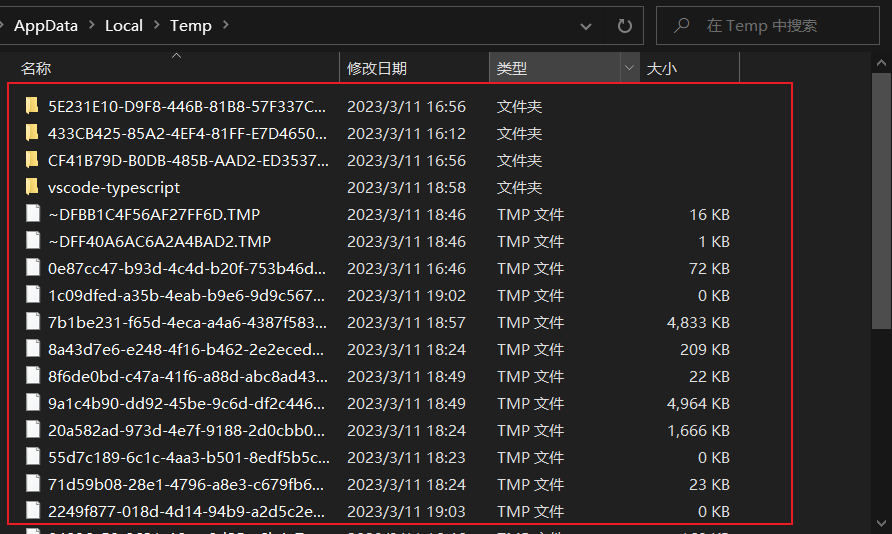 AppData > Local > Temp > 在 Temp 中搜索
名称 修改日期 类型 大小
5E231E10-D9F8-446B-81B8-57F337C... 2023/3/11 16:56 文件夹
433CB425-85A2-4EF4-81FF-E7D4650... 2023/3/11 16:12 文件夹
CF41B79D-B0DB-485B-AAD2-ED3537... 2023/3/11 16:56 文件夹
vscode-typescript 2023/3/11 18:58 文件夹
~DFBB1C4F56AF27FF6D.TMP 2023/3/11 18:46 TMP 文件 16 KB
~DFF40A6AC6A2A4BAD2.TMP 2023/3/11 18:46 TMP 文件 1 KB
0e87cc47-b93d-4c4d-b20f-753b46d... 2023/3/11 16:46 TMP 文件 72 KB
1c09dfed-a35b-4eab-b9e6-9d9c567... 2023/3/11 19:02 TMP 文件 0 KB
7b1be231-f65d-4eca-a4a6-4387f583... 2023/3/11 18:57 TMP 文件 4,833 KB
8a43d7e6-e248-4f16-b462-2e2eced... 2023/3/11 18:24 TMP 文件 209 KB
8f6de0bd-c47a-41f6-a88d-abc8ad43... 2023/3/11 18:49 TMP 文件 22 KB
9a1c4b90-dd92-45be-9c6d-df2c446... 2023/3/11 18:49 TMP 文件 4,964 KB
20a582ad-973d-4e7f-9188-2d0cbb0... 2023/3/11 18:24 TMP 文件 1,666 KB
55d7c189-6c1c-4aa3-b501-8edf5b5c... 2023/3/11 18:23 TMP 文件 0 KB
71d59b08-28e1-4796-a8e3-c679fb6... 2023/3/11 18:24 TMP 文件 23 KB
2249f877-018d-4d14-94b9-a2d5c2e... 2023/3/11 19:03 TMP 文件 0 KB